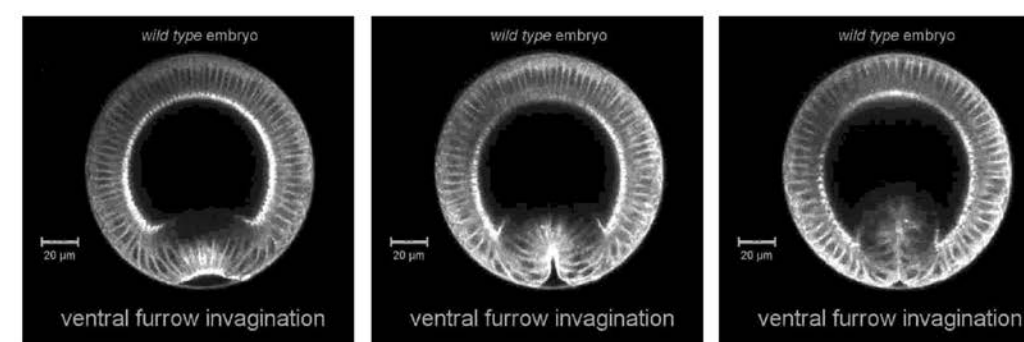 wild type embryo
20 µm
ventral furrow invagination
wild type embryo
20 µm
ventral furrow invagination
wild type embryo
20 µm
ventral furrow invagination